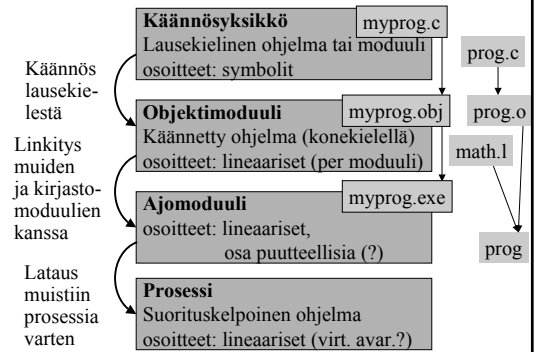 Käännösyksikkö
myprog.c
Lausekielinen ohjelma tai moduuli
osoitteet: symbolit
prog.c
Käännös
lausekie-
lestä
Objektimoduuli
myprog.obj
prog.o
Käännetty ohjelma (konekielellä)
osoitteet: lineaariset (per moduuli)
math.l
Linkitys
muiden
ja kirjasto-
moduulien
kanssa
Ajomoduuli
myprog.exe
osoitteet: lineaariset,
osa puutteellisia (?)
prog
Lataus
muistiin
prosessia
varten
Prosessi
Suorituskelpoinen ohjelma
osoitteet: lineaariset (virt. avar.?)